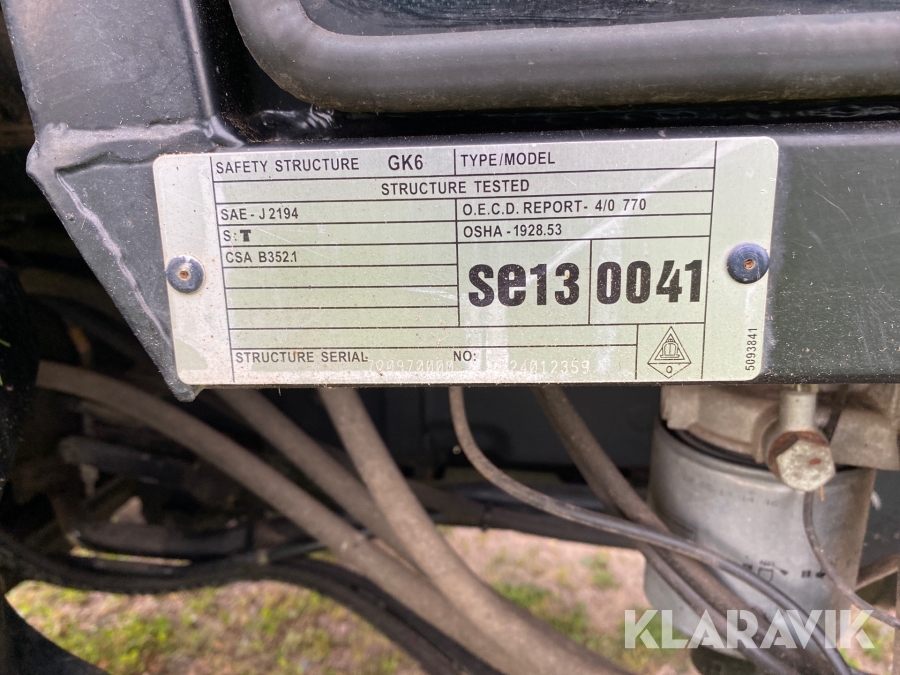 SAFETY STRUCTURE GK6 TYPE/MODEL
STRUCTURE TESTED
SAE-J2194 O.E.C.D. REPORT- 4/0 770
S:T OSHA-1928.53
CSA B352.1
se13 0041
STRUCTURE SERIAL NO: 24012359
5093841
KLARAVIK